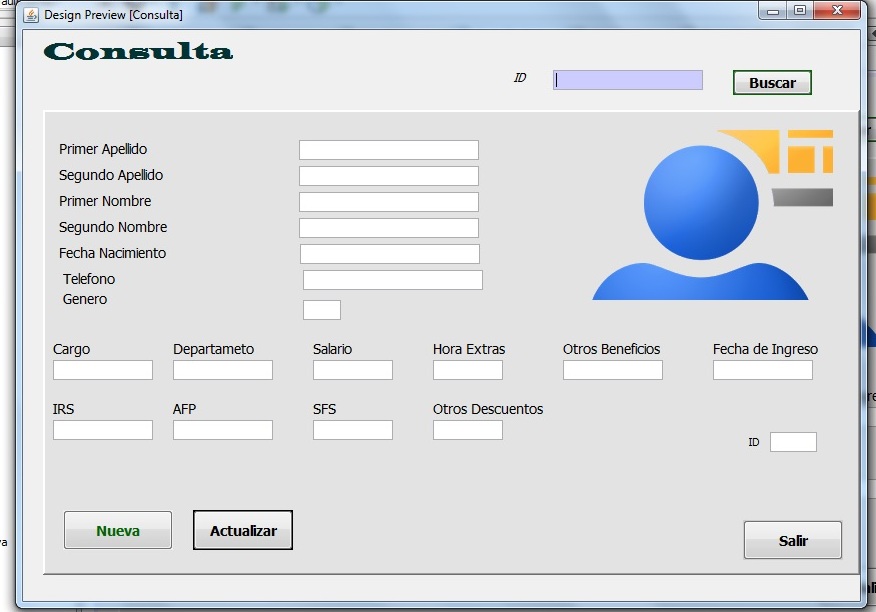 Design Preview [Consulta]
Consulta
ID
Buscar
Primer Apellido
Segundo Apellido
Primer Nombre
Segundo Nombre
Fecha Nacimiento
Telefono
Genero
Cargo Departameto Salario Hora Extras Otros Beneficios Fecha de Ingreso
IRS AFP SFS Otros Descuentos
ID
Nueva Actualizar Salir